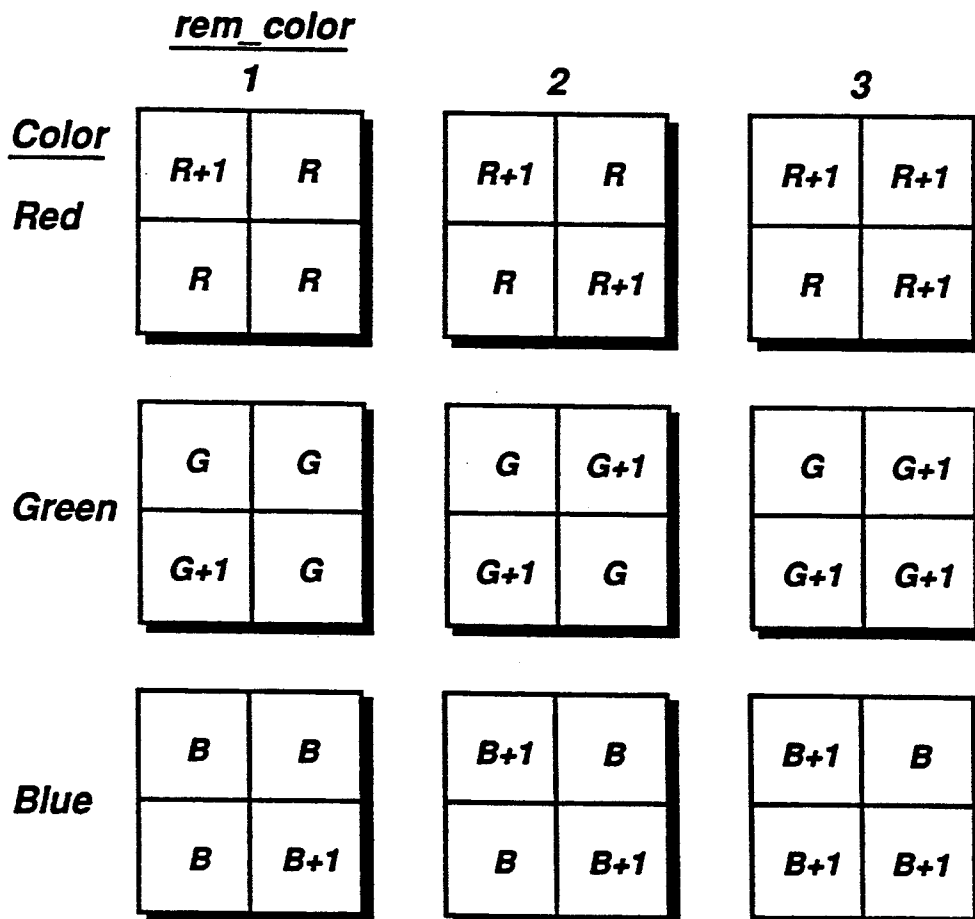 rem_color
1 2 3
Color
Red
R+1 R R+1 R R+1 R+1
R R R R+1 R R+1
Green
G G G G+1 G G+1
G+1 G G+1 G G+1 G+1
Blue
B B B+1 B B+1 B
B B+1 B B+1 B+1 B+1